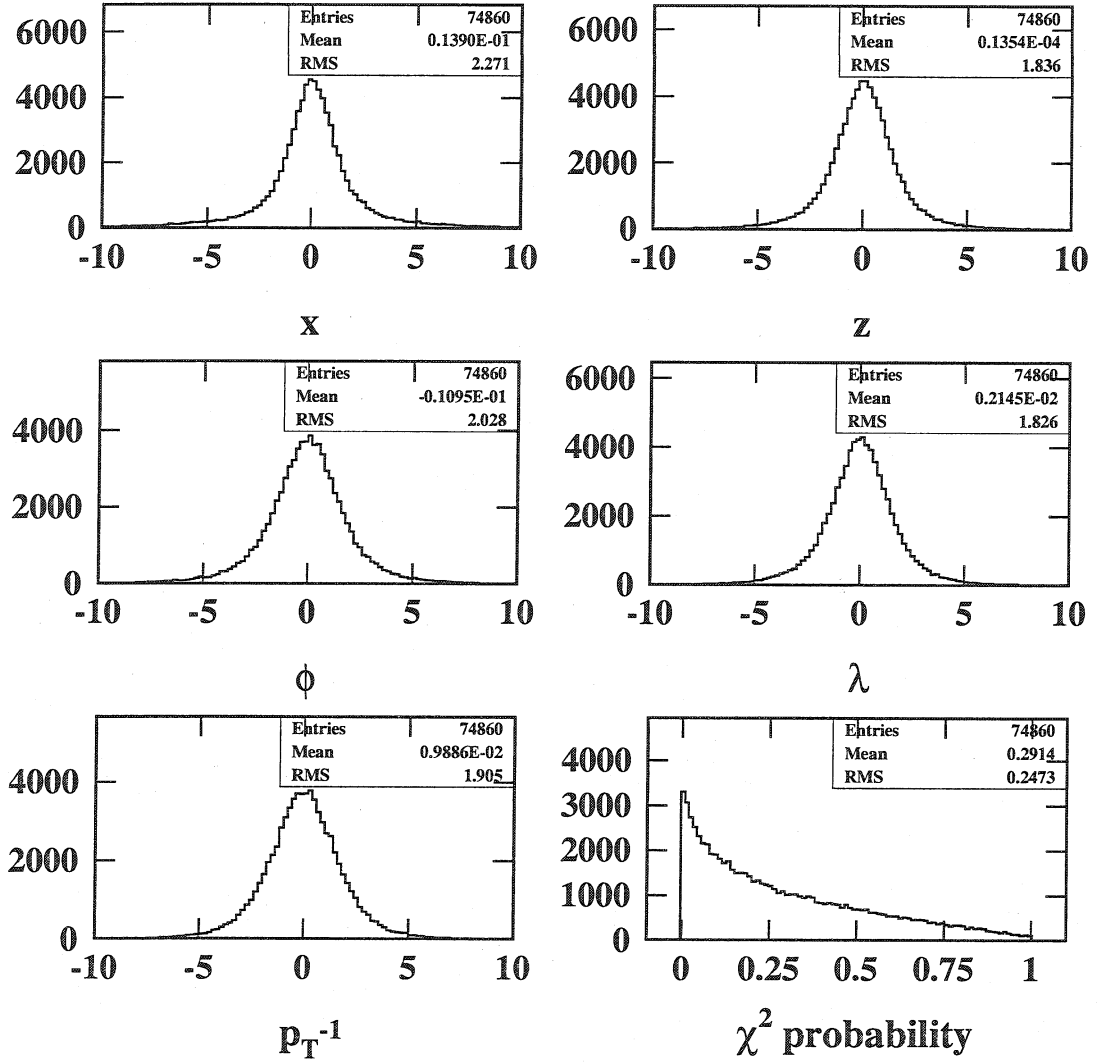 Entries 74860
Mean 0.1390E-01
RMS 2.271
6000
4000
2000
0
-10 -5 0 5 10
x
Entries 74860
Mean 0.1354E-04
RMS 1.836
6000
4000
2000
0
-10 -5 0 5 10
z
Entries 74860
Mean -0.1095E-01
RMS 2.028
4000
2000
0
-10 -5 0 5 10
ϕ
Entries 74860
Mean 0.2145E-02
RMS 1.826
6000
4000
2000
0
-10 -5 0 5 10
λ
Entries 74860
Mean 0.9886E-02
RMS 1.905
4000
2000
0
-10 -5 0 5 10
p_T^-1
Entries 74860
Mean 0.2914
RMS 0.2473
4000
3000
2000
1000
0
0 0.25 0.5 0.75 1
χ² probability